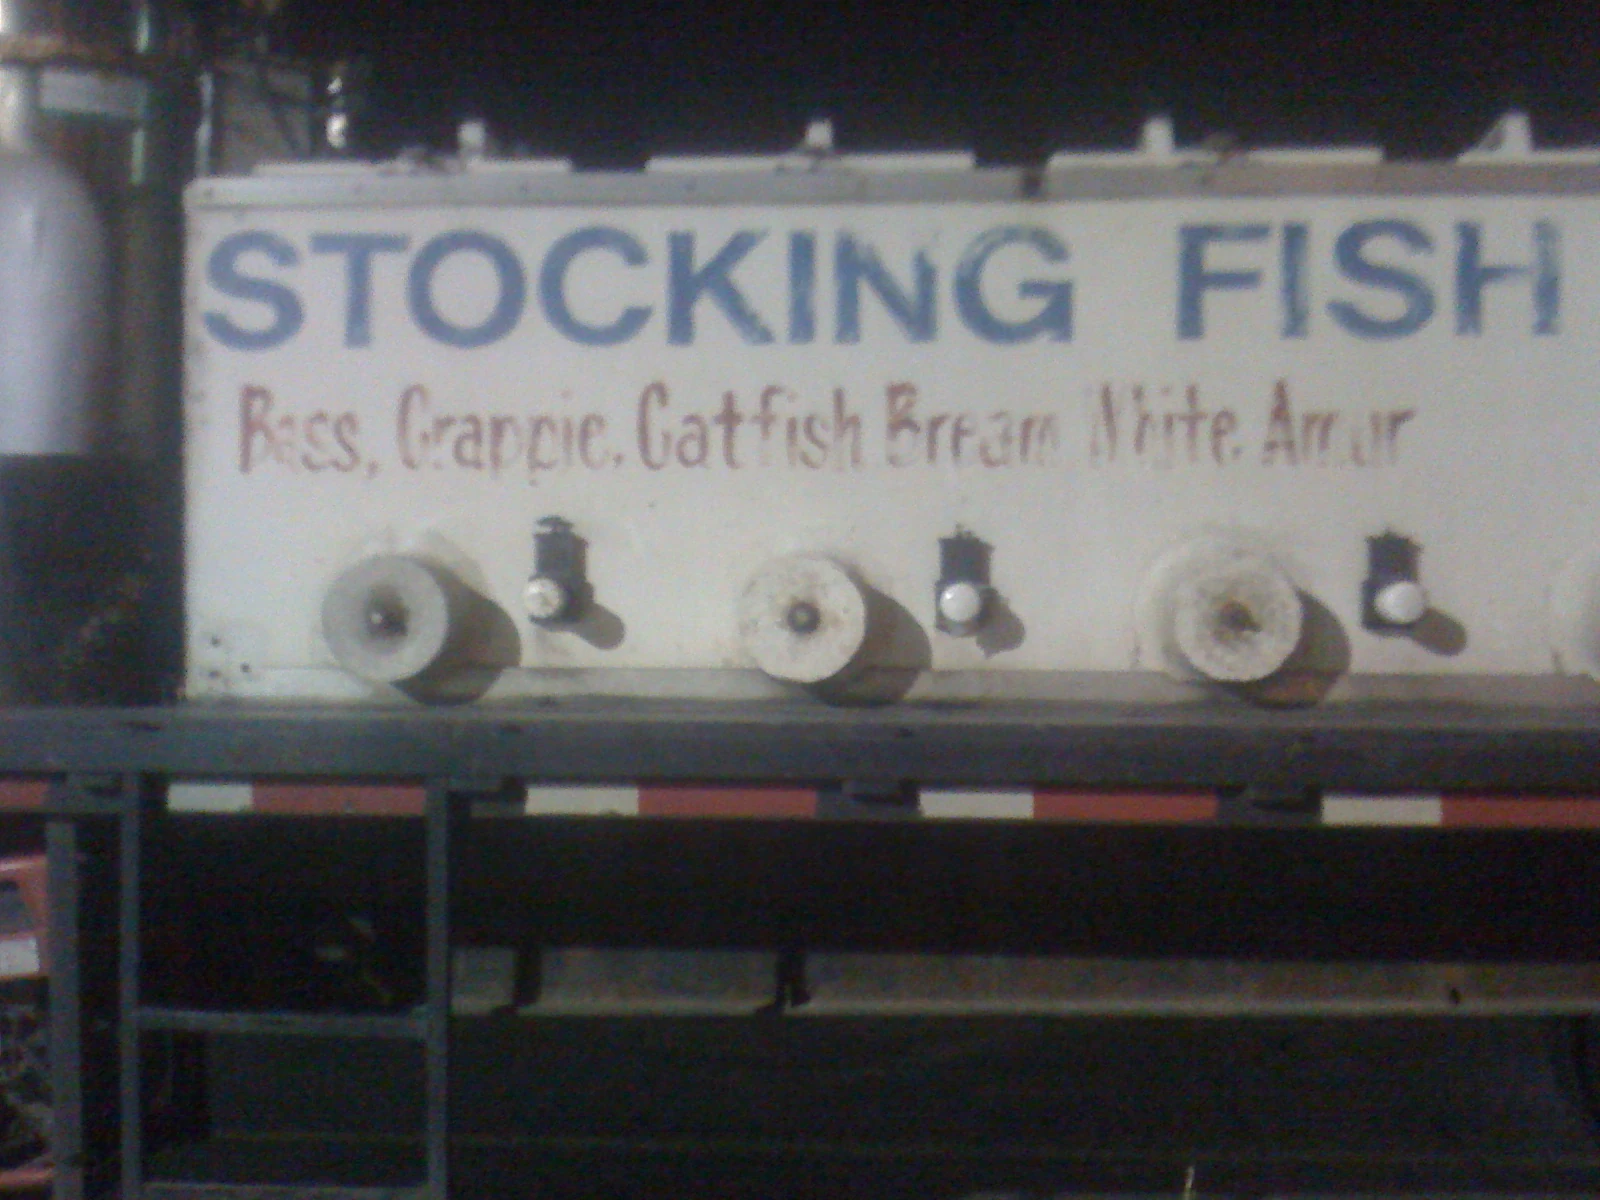 STOCKING FISH
Bass, Crappie, Catfish Bream White Amur